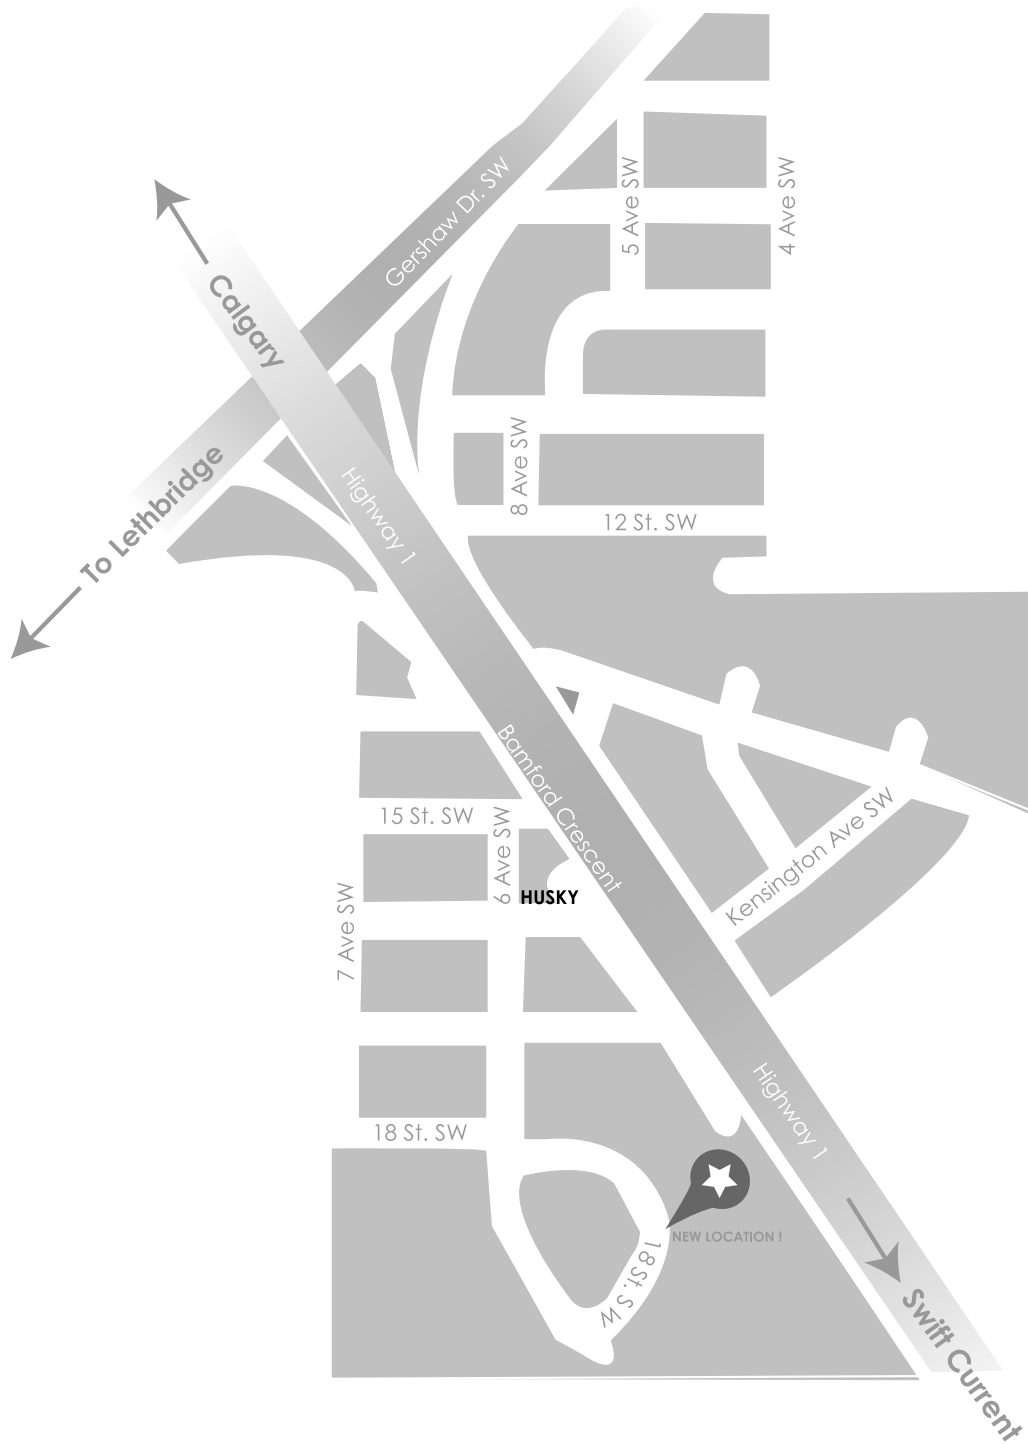 Gershaw Dr. SW
5 Ave SW
4 Ave SW
Calgary
To Lethbridge
Highway 1
8 Ave SW
12 St. SW
Bamford Crescent
15 St. SW
6 Ave SW
Kensington Ave SW
7 Ave SW
HUSKY
Highway 1
18 St. SW
NEW LOCATION !
18St. SW
Swift Current